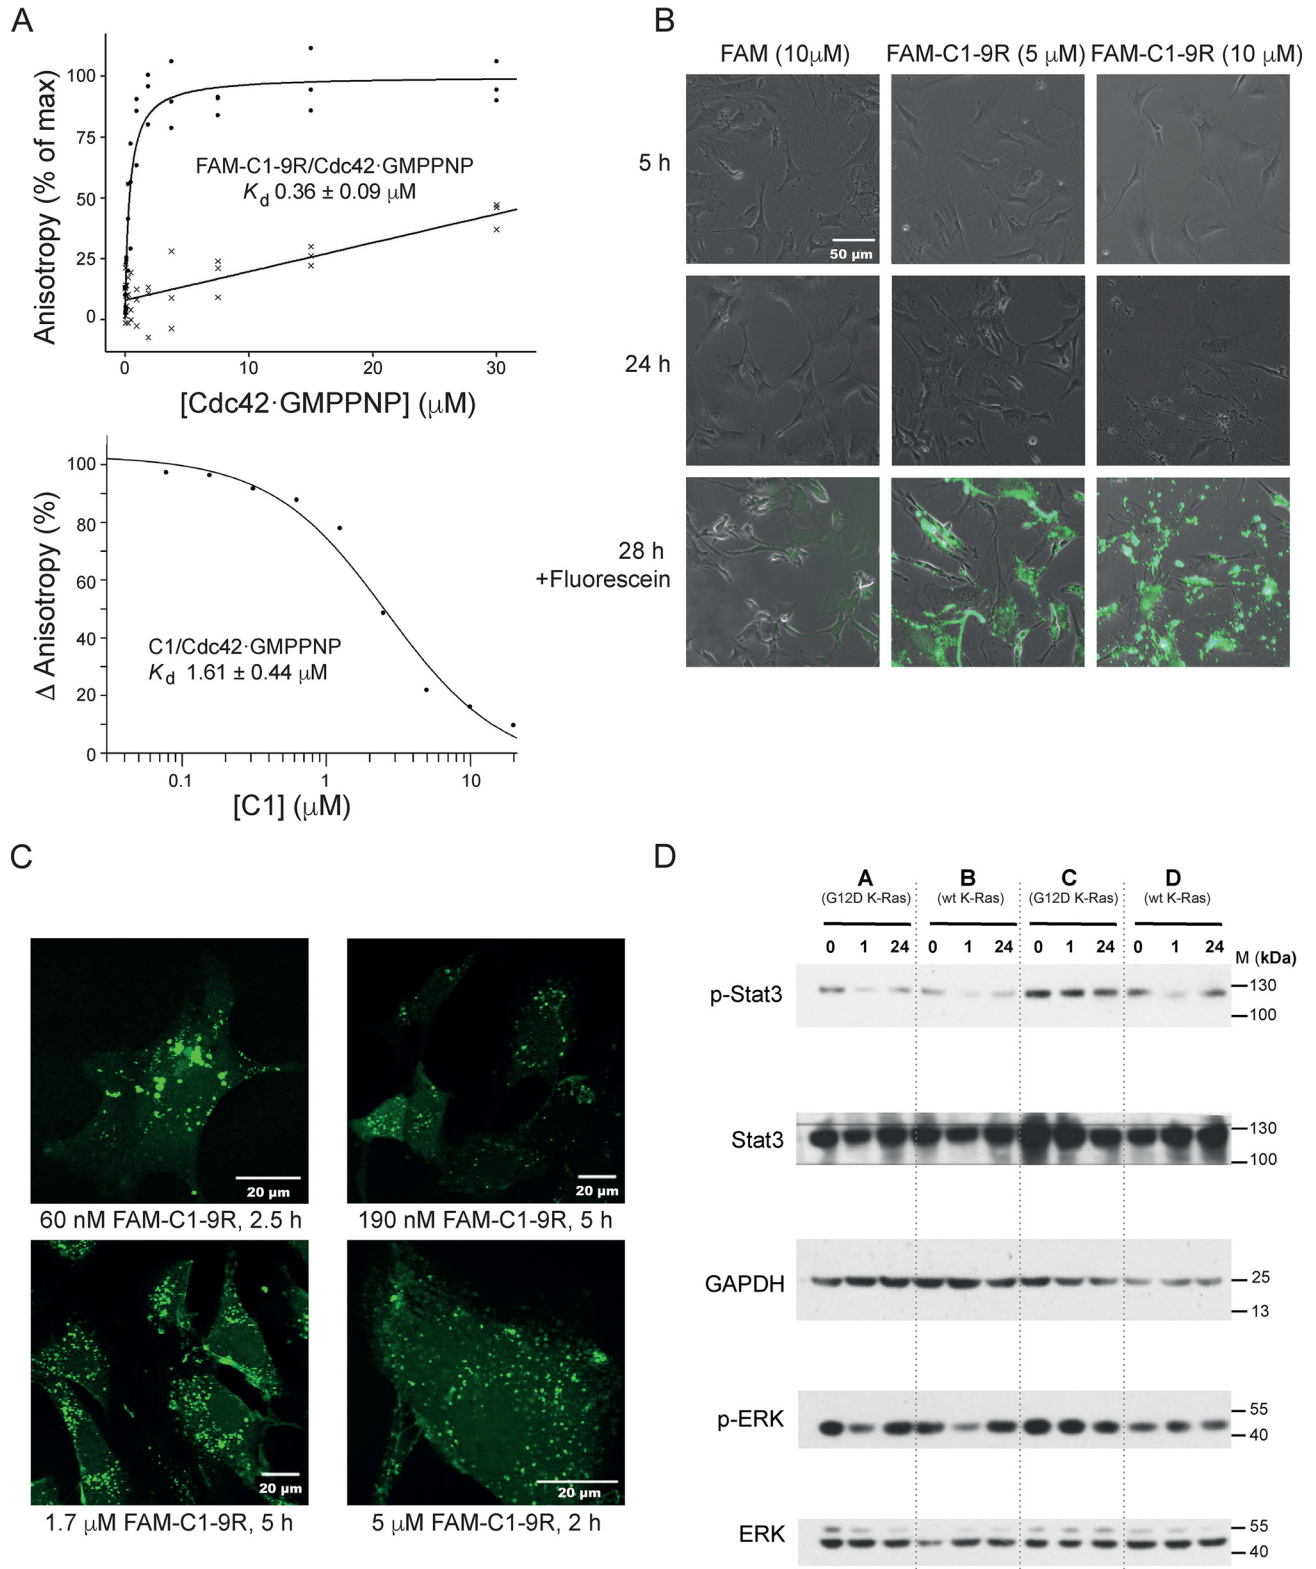 A
Anisotropy (% of max)
100
75
50
25
0
FAM-C1-9R/Cdc42·GMPPNP
Kd 0.36 ± 0.09 μM
0 10 20 30
[Cdc42·GMPPNP] (μM)
Δ Anisotropy (%)
100
80
60
40
20
0
C1/Cdc42·GMPPNP
Kd 1.61 ± 0.44 μM
0.1 1 10
[C1] (μM)
B
FAM (10μM) FAM-C1-9R (5 μM) FAM-C1-9R (10 μM)
5 h
50 μm
24 h
28 h
+Fluorescein
C
20 μm
60 nM FAM-C1-9R, 2.5 h
20 μm
190 nM FAM-C1-9R, 5 h
20 μm
1.7 μM FAM-C1-9R, 5 h
20 μm
5 μM FAM-C1-9R, 2 h
D
A B C D
(G12D K-Ras) (wt K-Ras) (G12D K-Ras) (wt K-Ras)
0 1 24 0 1 24 0 1 24 0 1 24
M (kDa)
p-Stat3
130
100
Stat3
130
100
GAPDH
25
13
p-ERK
55
40
ERK
55
40